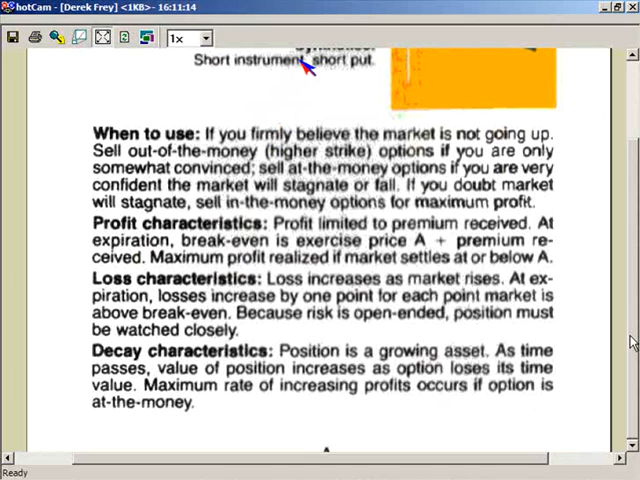 hotCam - [Derek Frey] <1KB> - 16:11:14
1x
Short instrument, short put.
When to use: If you firmly believe the market is not going up.
Sell out-of-the-money (higher strike) options if you are only
somewhat convinced; sell at-the-money options if you are very
confident the market will stagnate or fall. If you doubt market
will stagnate, sell in-the-money options for maximum profit.
Profit characteristics: Profit limited to premium received. At
expiration, break-even is exercise price A + premium re-
ceived. Maximum profit realized if market settles at or below A.
Loss characteristics: Loss increases as market rises. At ex-
piration, losses increase by one point for each point market is
above break-even. Because risk is open-ended, position must
be watched closely.
Decay characteristics: Position is a growing asset. As time
passes, value of position increases as option loses its time
value. Maximum rate of increasing profits occurs if option is
at-the-money.
Ready